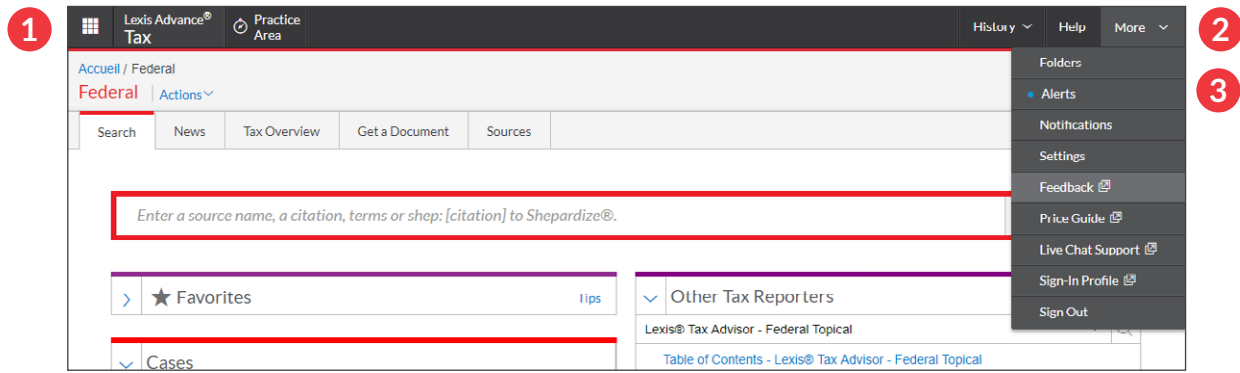 1
Lexis Advance®
Tax
Practice
Area
History
Help
More
2
Accueil / Federal
Federal
Actions
Folders
Alerts
3
Notifications
Settings
Feedback
Price Guide
Live Chat Support
Sign-In Profile
Sign Out
Search
News
Tax Overview
Get a Document
Sources
Enter a source name, a citation, terms or shep: [citation] to Shepardize®.
Favorites
Tips
Cases
Other Tax Reporters
Lexis® Tax Advisor - Federal Topical
Table of Contents - Lexis® Tax Advisor - Federal Topical